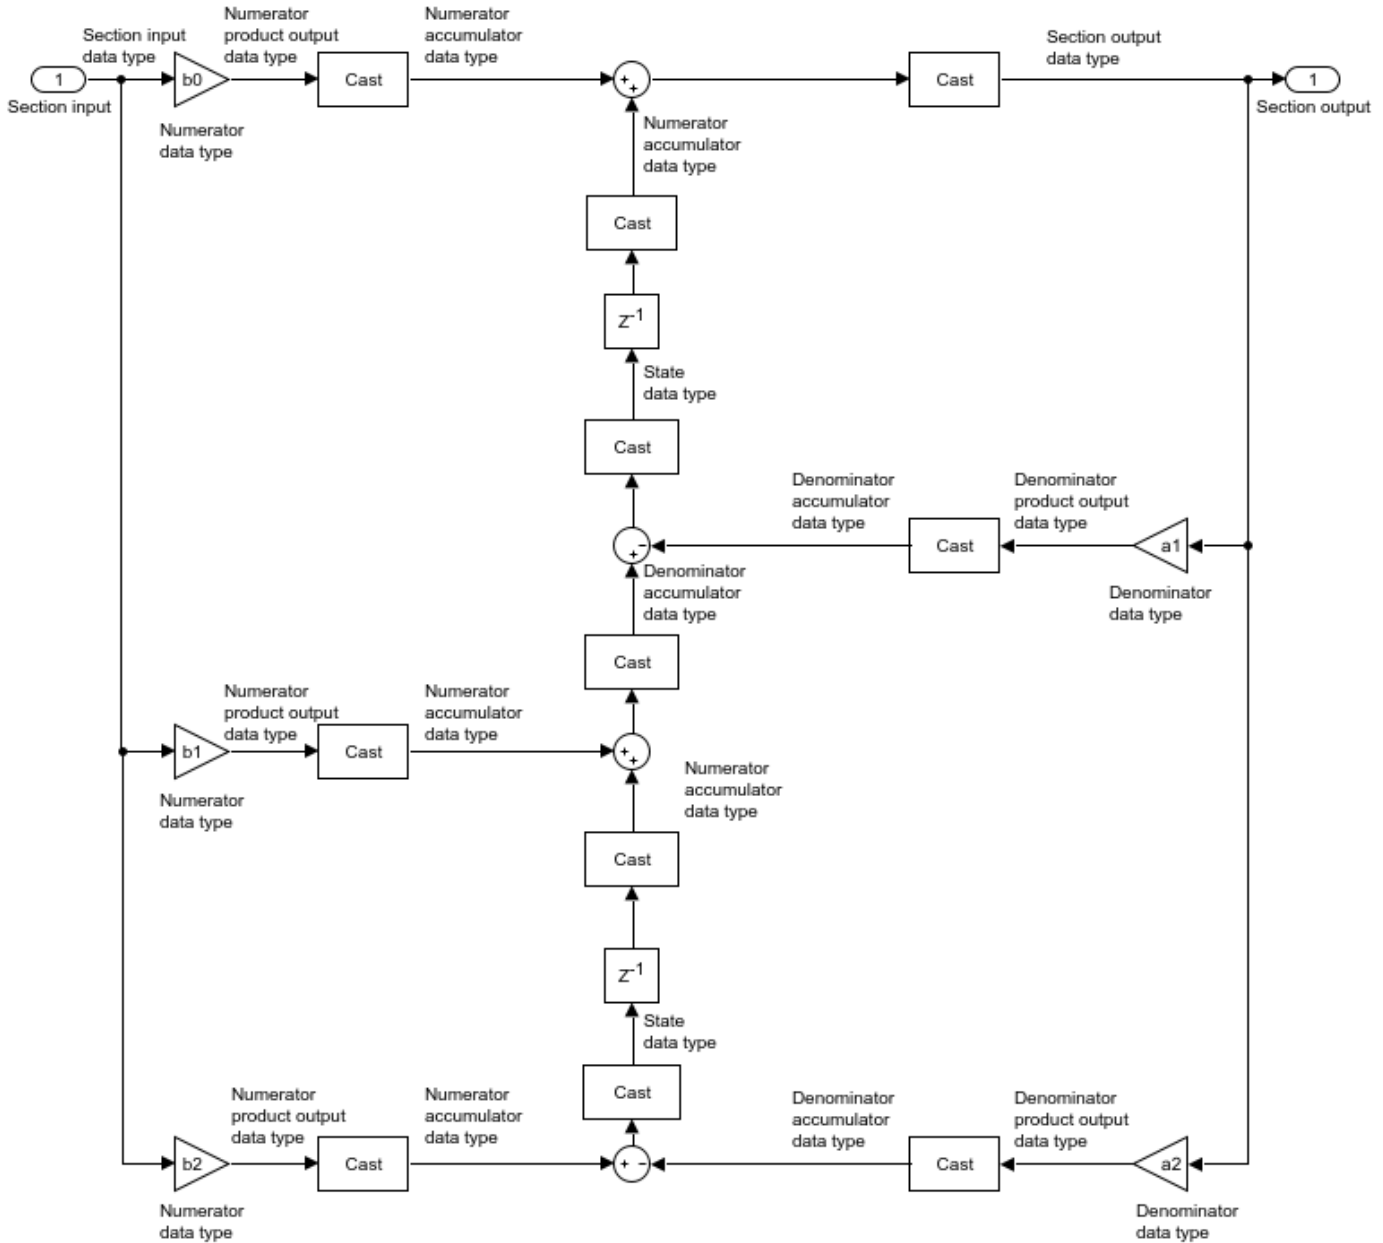 Section input
data type
Numerator
product output
data type
Numerator
accumulator
data type
Section output
data type
1
Section input
b0
Cast
+
+
Cast
1
Section output
Numerator
data type
Numerator
accumulator
data type
Cast
Z-1
State
data type
Cast
Denominator
accumulator
data type
Denominator
product output
data type
-
+
Cast
a1
Denominator
accumulator
data type
Denominator
data type
Cast
Numerator
product output
data type
Numerator
accumulator
data type
b1
Cast
+
+
Numerator
accumulator
data type
Numerator
data type
Cast
Z-1
State
data type
Cast
Numerator
product output
data type
Numerator
accumulator
data type
Denominator
accumulator
data type
Denominator
product output
data type
b2
Cast
+ -
Cast
a2
Numerator
data type
Denominator
data type